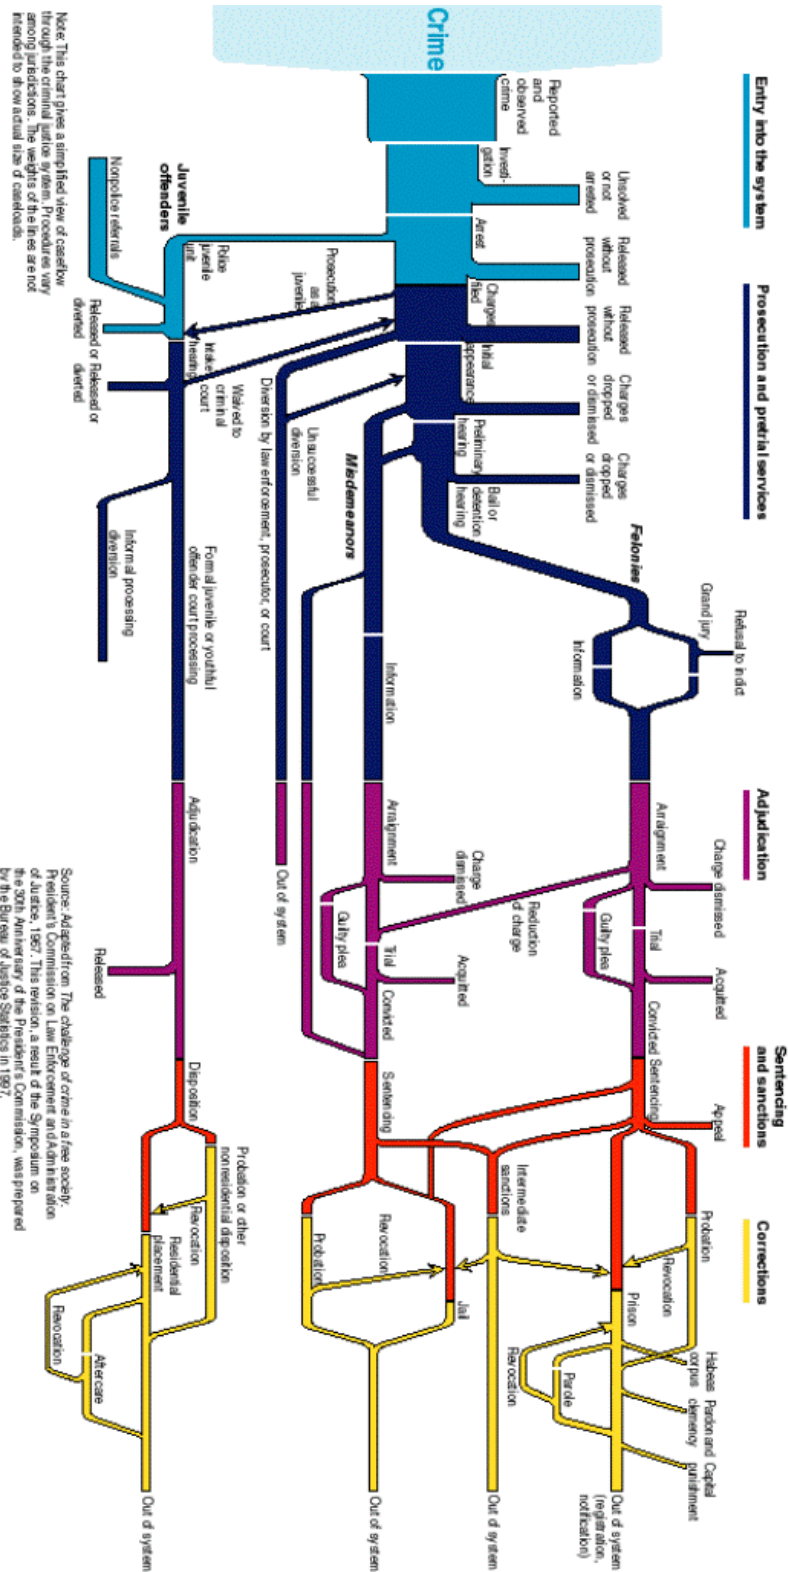 Entry into the system
Prosecution and pretrial services
Adjudication
Sentencing
and sanctions
Corrections
Crime
Reported
and
observed
crime
Investi-
gation
Unsolved
or not
arrested
Arrest
Released
without
prosecution
Charges
filed
Released
without
prosecution
Initial
appearance
Charges
dropped
or dismissed
Preliminary
hearing
Charges
dropped
or dismissed
Bail or
detention
hearing
Felonies
Refusal to indict
Grand jury
Information
Arraignment
Charge dismissed
Trial
Guilty plea
Acquitted
Convicted
Sentencing
Appeal
Probation
Revocation
Prison
Habeas
corpus
Pardon and
clemency
Capital
punishment
Parole
Revocation
Out of system
(registration,
notification)
Reduction
of charge
Intermediate
sanctions
Out of system
Misdemeanors
Information
Arraignment
Charge
dismissed
Trial
Guilty plea
Acquitted
Convicted
Sentencing
Revocation
Probation
Jail
Out of system
Unsuccessful
diversion
Diversion by law enforcement, prosecutor, or court
Out of system
Prosecution
as a
juvenile
Waived to
criminal
court
Police
juvenile
unit
Juvenile
offenders
Nonpolice referrals
Intake
hearing
Released or
diverted
Released or
diverted
Formal juvenile or youthful
offender court processing
Informal processing
diversion
Adjudication
Released
Disposition
Probation or other
nonresidential disposition
Revocation
Residential
placement
Revocation
Aftercare
Out of system
Note: This chart gives a simplified view of caseflow
through the criminal justice system. Procedures vary
among jurisdictions. The weights of the lines are not
intended to show actual size of caseloads.
Source: Adapted from The challenge of crime in a free society.
President's Commission on Law Enforcement and Administration
of Justice, 1967. This revision, a result of the Symposium on
the 30th Anniversary of the President's Commission, was prepared
by the Bureau of Justice Statistics in 1997.